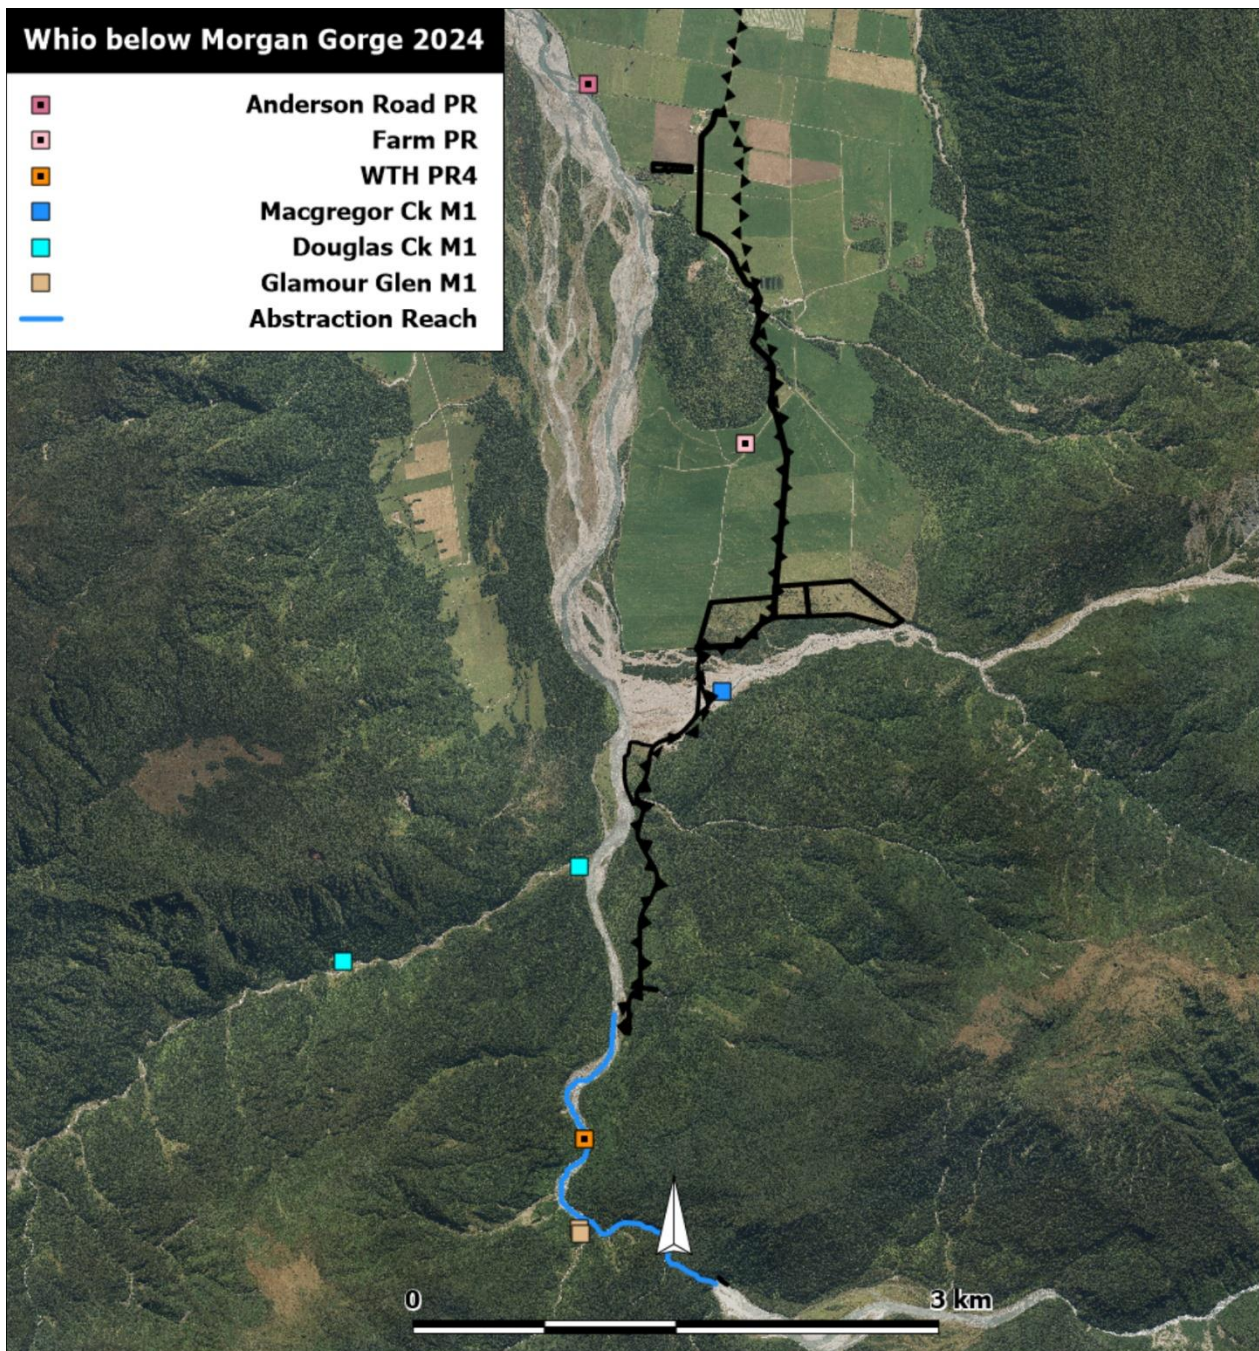 Whio below Morgan Gorge 2024
Anderson Road PR
Farm PR
WTH PR4
Macgregor Ck M1
Douglas Ck M1
Glamour Glen M1
Abstraction Reach
0 3 km